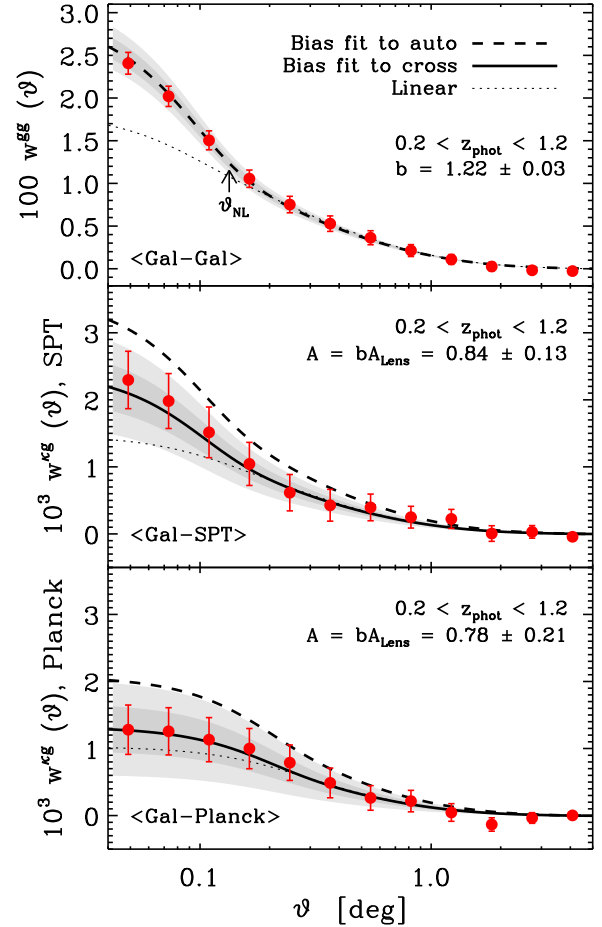 3.0
2.5
2.0
1.5
1.0
0.5
0.0
100 w^gg (ϑ)
Bias fit to auto
Bias fit to cross
Linear
0.2 < z_phot < 1.2
b = 1.22 ± 0.03
ϑ_NL
<Gal-Gal>
3
2
1
0
10³ w^κg (ϑ), SPT
0.2 < z_phot < 1.2
A = bA_Lens = 0.84 ± 0.13
<Gal-SPT>
3
2
1
0
10³ w^κg (ϑ), Planck
0.2 < z_phot < 1.2
A = bA_Lens = 0.78 ± 0.21
<Gal-Planck>
0.1 1.0
ϑ [deg]